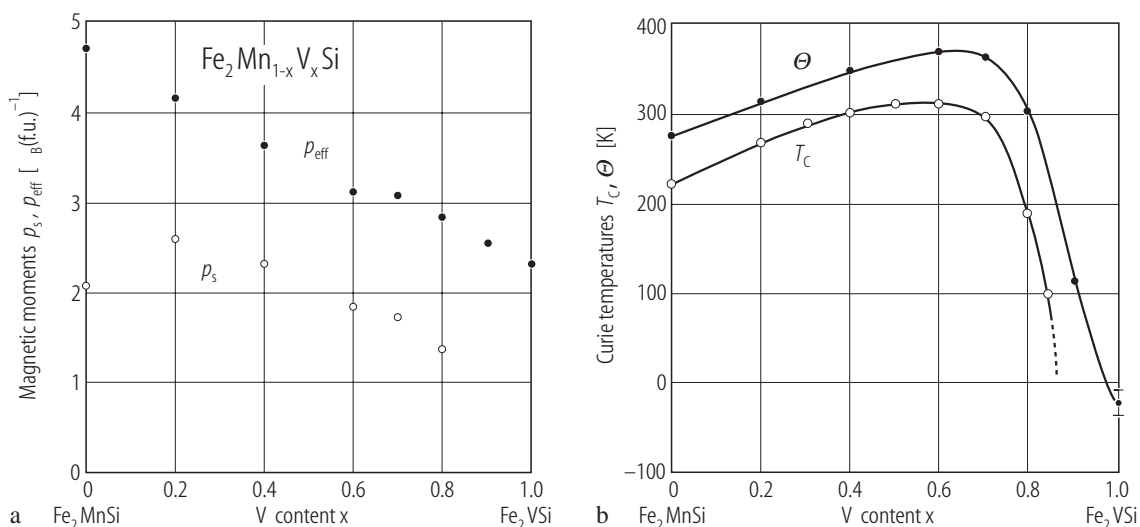 5
4
3
2
1
0
Magnetic moments pₛ, p_eff [ _B(f.u.)⁻¹]
Fe₂Mn₁₋ₓVₓSi
p_eff
pₛ
0 0.2 0.4 0.6 0.8 1.0
a Fe₂MnSi V content x Fe₂VSi
400
300
200
100
0
−100
Curie temperatures T_C, Θ [K]
Θ
T_C
0 0.2 0.4 0.6 0.8 1.0
b Fe₂MnSi V content x Fe₂VSi